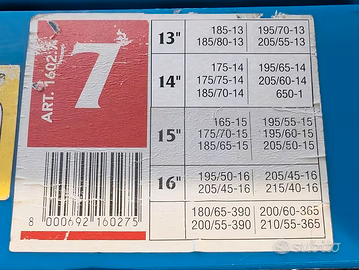 ART. 1602.7
7
13" 185-13 195/70-13
185/80-13 205/55-13
14" 175-14 195/65-14
175/75-14 205/60-14
185/70-14 650-1
15" 165-15 195/55-15
175/70-15 195/60-15
185/65-15 205/50-15
16" 195/50-16 205/45-16
205/45-16 215/40-16
180/65-390 200/60-365
200/55-390 210/55-365
8 000692 160275
subito